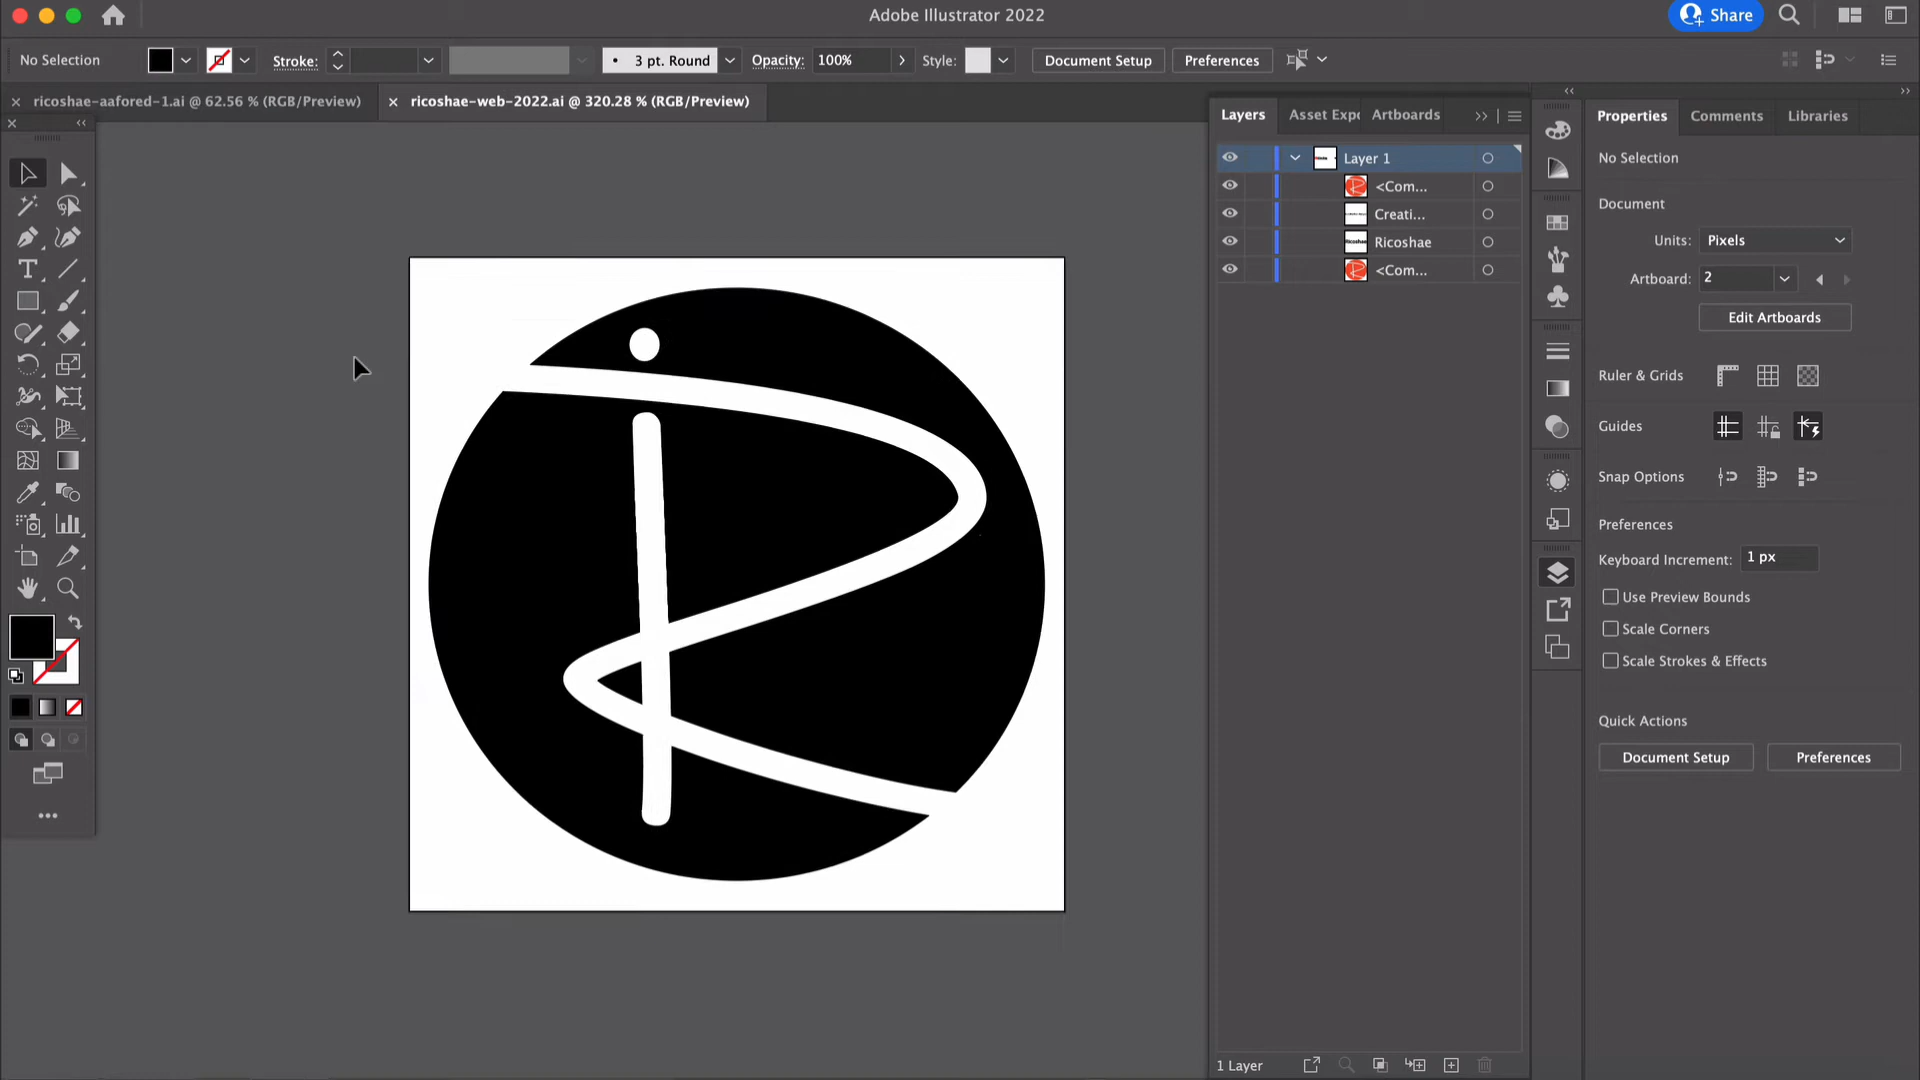 Adobe Illustrator 2022
Share
No Selection
Stroke:
3 pt. Round
Opacity:
100%
Style:
Document Setup
Preferences
ricoshae-aafored-1.ai @ 62.56 % (RGB/Preview)
ricoshae-web-2022.ai @ 320.28 % (RGB/Preview)
Layers
Asset Expo
Artboards
Layer 1
<Com...
Creati...
Ricoshae
<Com...
1 Layer
Properties
Comments
Libraries
No Selection
Document
Units:
Pixels
Artboard:
2
Edit Artboards
Ruler & Grids
Guides
Snap Options
Preferences
Keyboard Increment:
1 px
Use Preview Bounds
Scale Corners
Scale Strokes & Effects
Quick Actions
Document Setup
Preferences